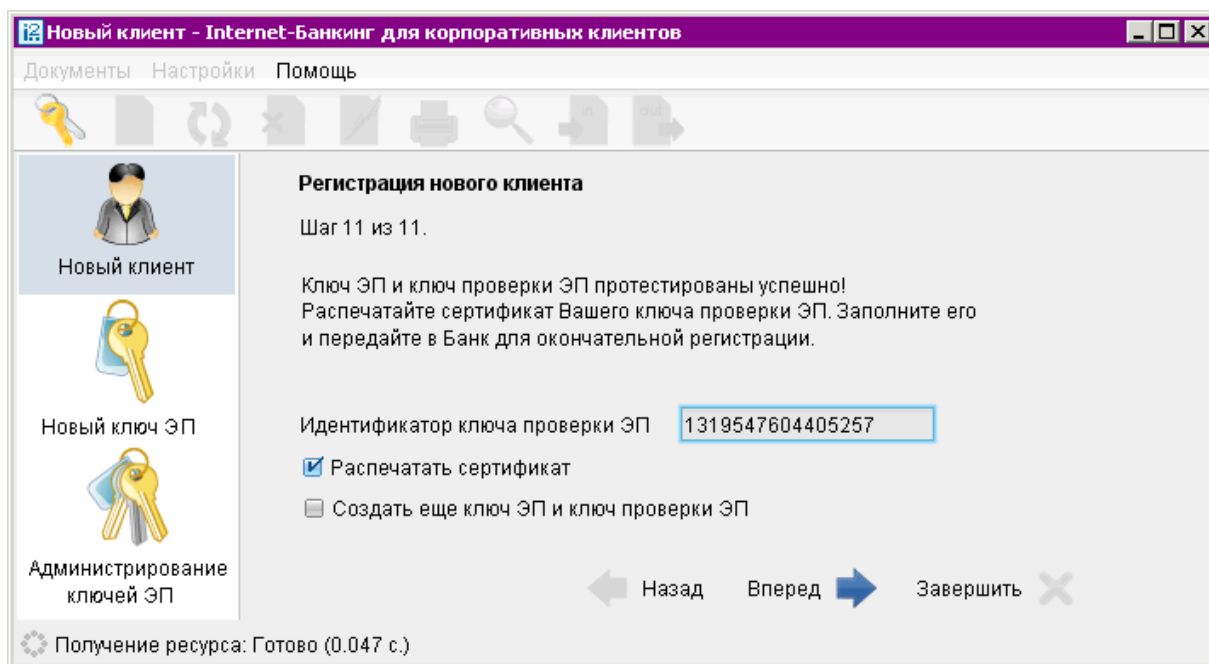 Новый клиент - Internet-Банкинг для корпоративных клиентов
Документы Настройки Помощь
in out
Новый клиент
Новый ключ ЭП
Администрирование
ключей ЭП
Регистрация нового клиента
Шаг 11 из 11.
Ключ ЭП и ключ проверки ЭП протестированы успешно!
Распечатайте сертификат Вашего ключа проверки ЭП. Заполните его
и передайте в Банк для окончательной регистрации.
Идентификатор ключа проверки ЭП 1319547604405257
Распечатать сертификат
Создать еще ключ ЭП и ключ проверки ЭП
Назад Вперед Завершить
Получение ресурса: Готово (0.047 с.)